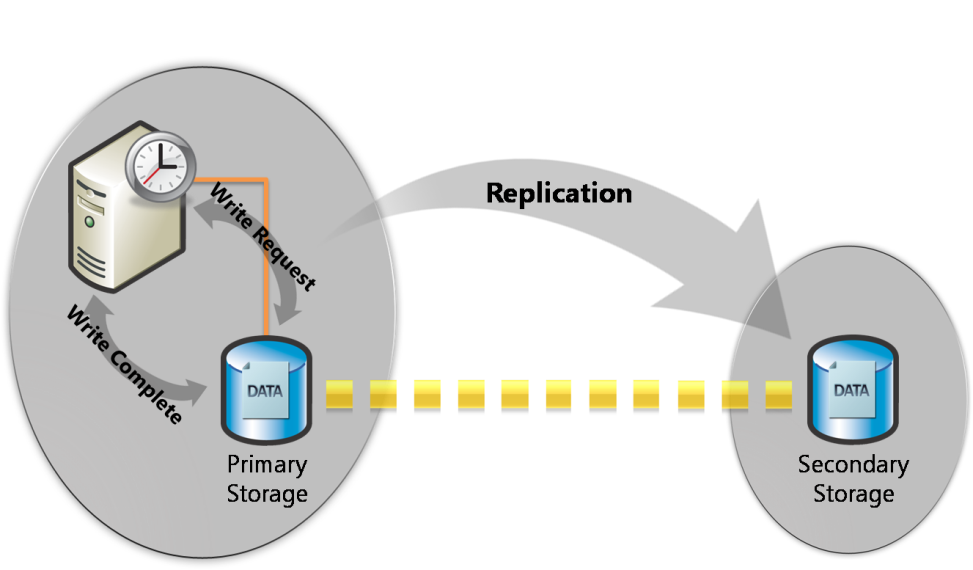 Replication
Write Request
Write Complete
DATA
DATA
Primary
Storage
Secondary
Storage